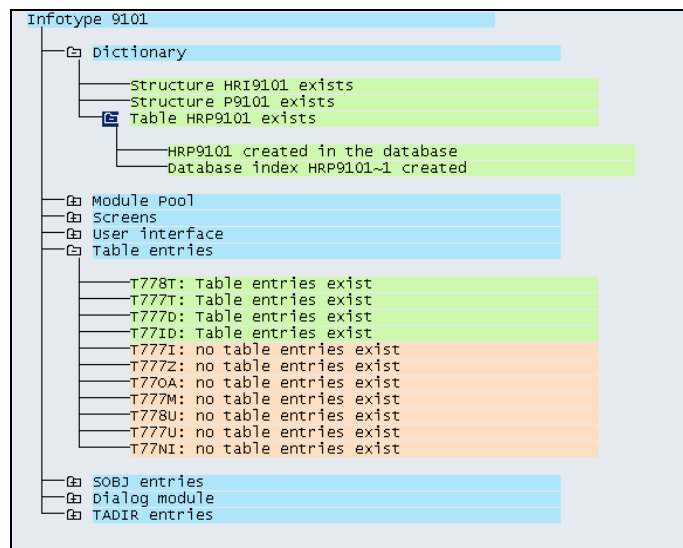 Infotype 9101
Dictionary
Structure HRI9101 exists
Structure P9101 exists
Table HRP9101 exists
HRP9101 created in the database
Database index HRP9101~1 created
Module Pool
Screens
User interface
Table entries
T778T: Table entries exist
T777T: Table entries exist
T777D: Table entries exist
T77ID: Table entries exist
T777I: no table entries exist
T777Z: no table entries exist
T77OA: no table entries exist
T777M: no table entries exist
T778U: no table entries exist
T777U: no table entries exist
T77NI: no table entries exist
SOBJ entries
Dialog module
TADIR entries